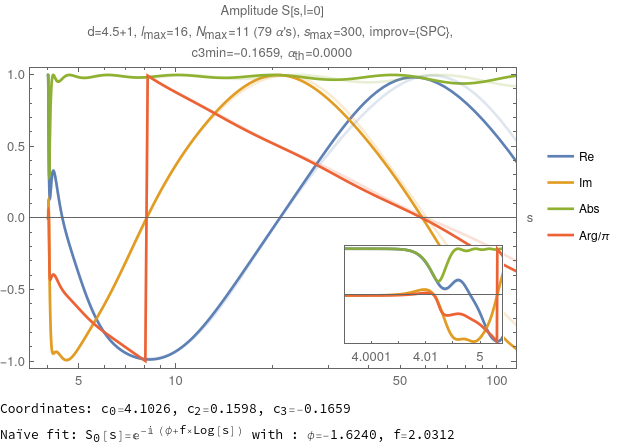 Amplitude S[s,l=0]
d=4.5+1, lmax=16, Nmax=11 (79 α's), smax=300, improv={SPC},
c3min=-0.1659, αth=0.0000
1.0
0.5
0.0
-0.5
-1.0
5
10
50
100
s
4.0001
4.01
5
Re
Im
Abs
Arg/π
Coordinates: c0=4.1026, c2=0.1598, c3=-0.1659
Naïve fit: S0[s]=e^-i (ϕ+f×Log[s]) with : ϕ=-1.6240, f=2.0312